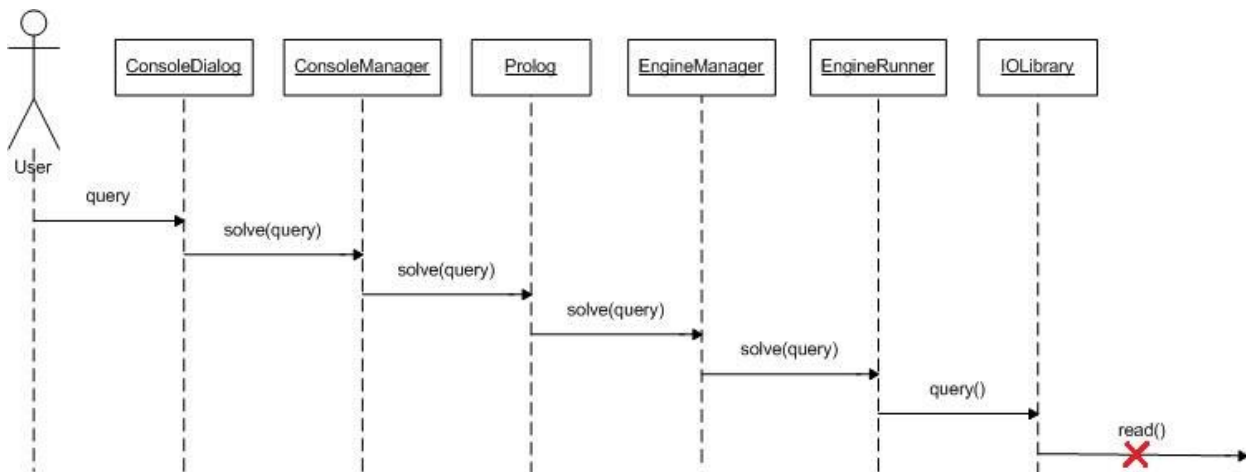 ConsoleDialog
ConsoleManager
Prolog
EngineManager
EngineRunner
IOLibrary
User
query
solve(query)
solve(query)
solve(query)
solve(query)
query()
read()